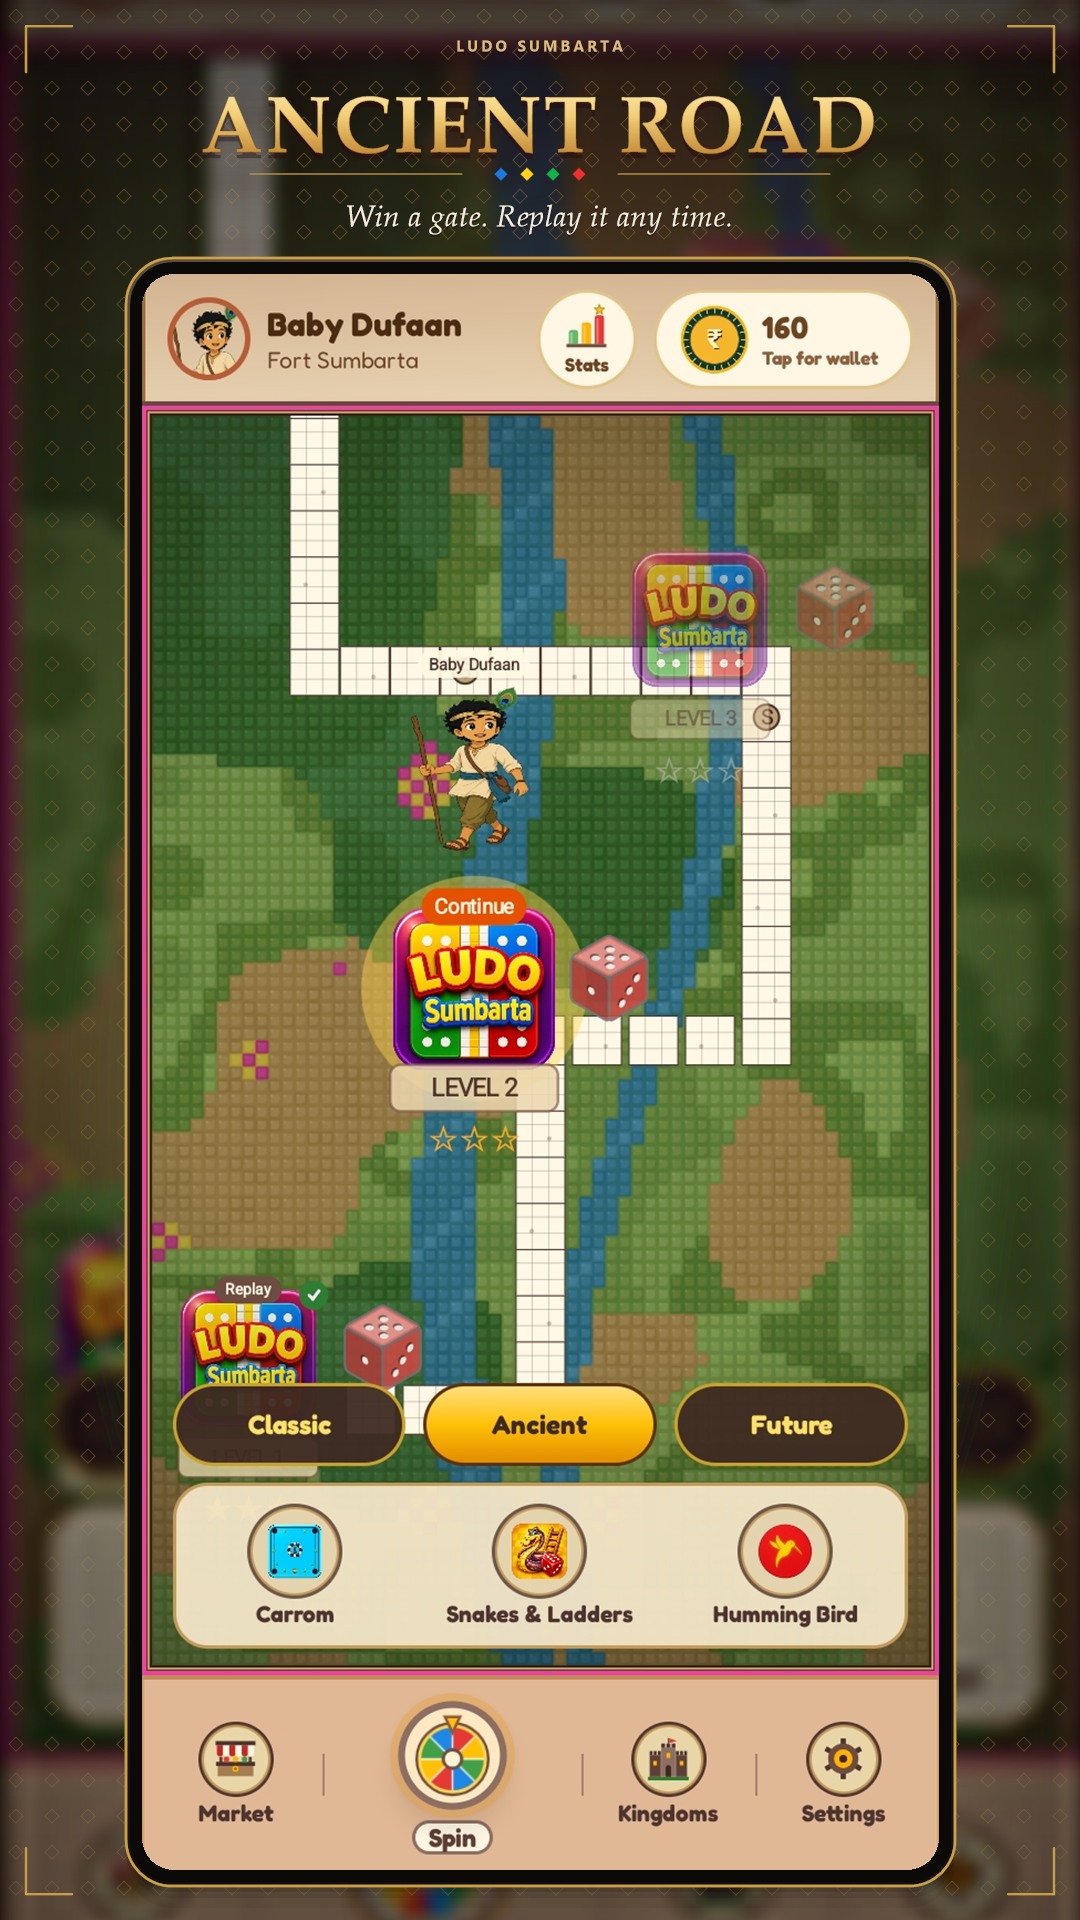 LUDO SUMBARTA
ANCIENT ROAD
Win a gate. Replay it any time.
Baby Dufaan
Fort Sumbarta
Stats
₹
160
Tap for wallet
LUDO
Sumbarta
Baby Dufaan
LEVEL 3
S
Continue
LUDO
Sumbarta
LEVEL 2
Replay
LUDO
Sumbarta
Classic
Ancient
Future
Carrom
Snakes & Ladders
Humming Bird
Market
Spin
Kingdoms
Settings